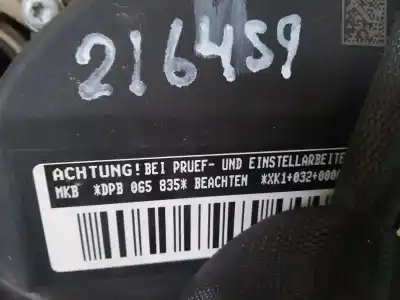 216459
ACHTUNG! BEI PRUEF- UND EINSTELLARBEITE
MKB *DPB 065 835* BEACHTEN *XK1+032+000